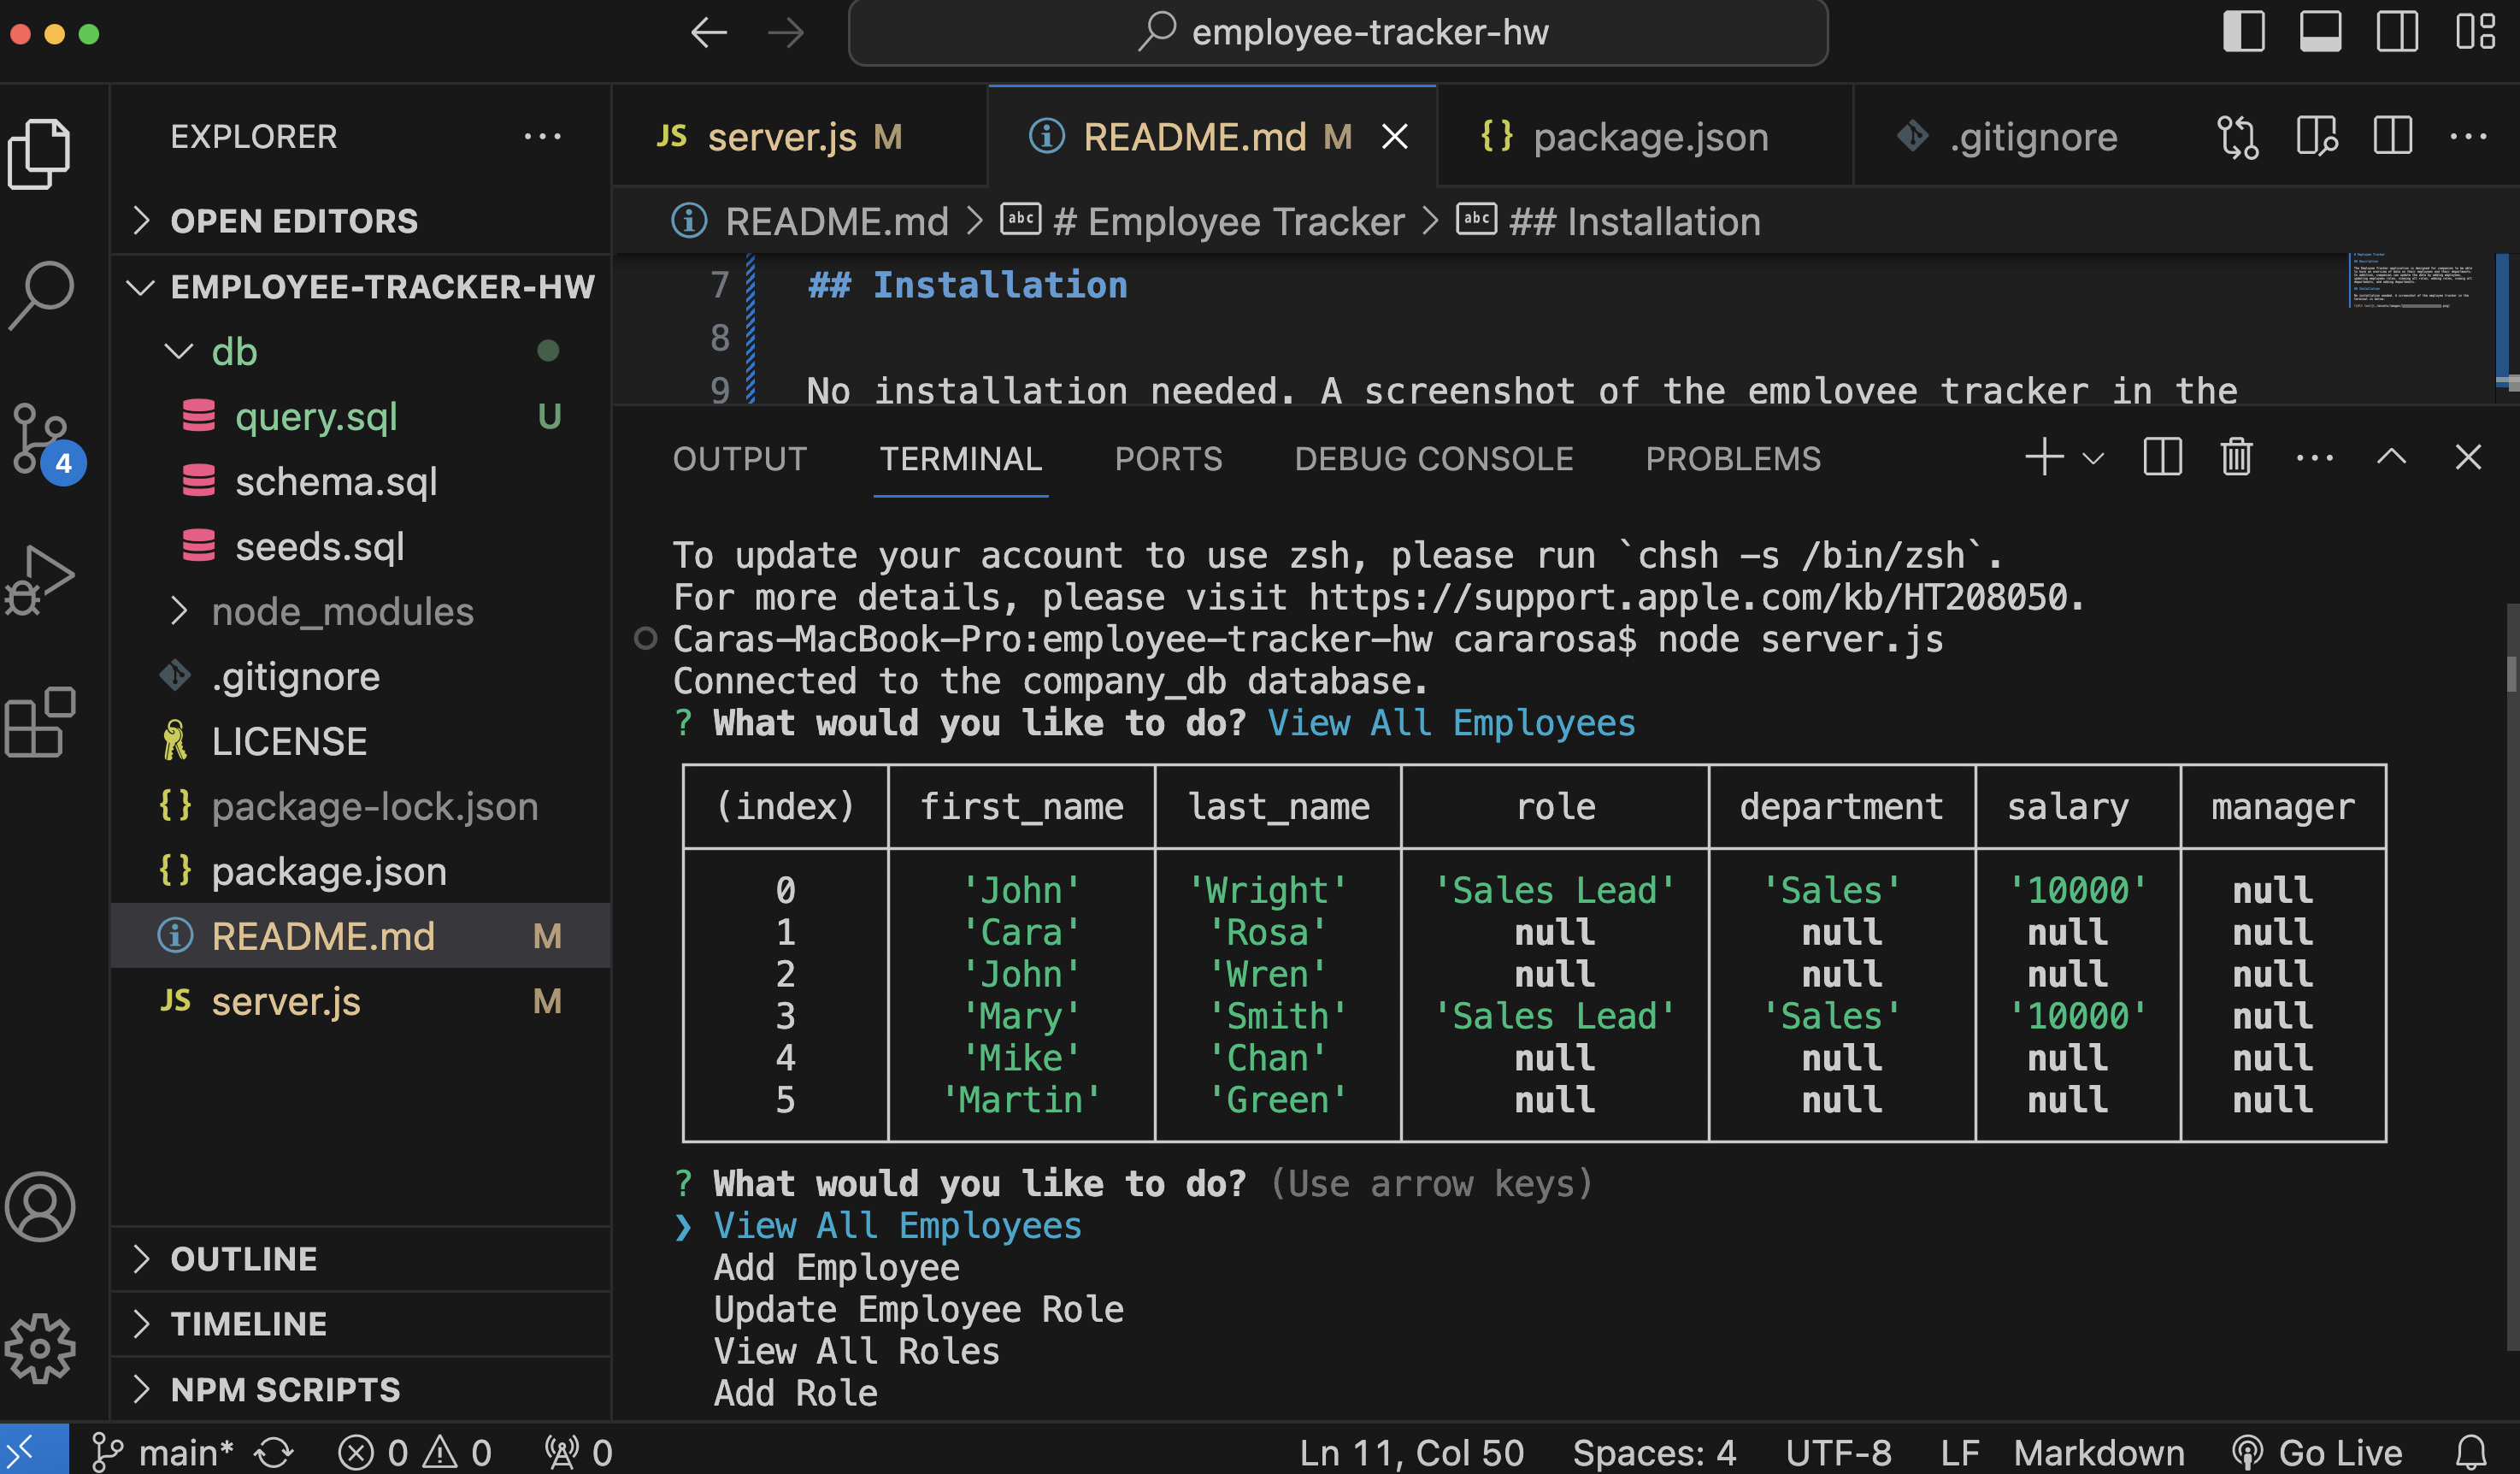 employee-tracker-hw
EXPLORER
OPEN EDITORS
EMPLOYEE-TRACKER-HW
db
query.sql U
schema.sql
seeds.sql
node_modules
.gitignore
LICENSE
package-lock.json
package.json
README.md M
server.js M
OUTLINE
TIMELINE
NPM SCRIPTS
4
JS server.js M
README.md M
{} package.json
.gitignore
README.md > abc # Employee Tracker > abc ## Installation
7 ## Installation
8
9 No installation needed. A screenshot of the employee tracker in the
OUTPUT TERMINAL PORTS DEBUG CONSOLE PROBLEMS
To update your account to use zsh, please run `chsh -s /bin/zsh`.
For more details, please visit https://support.apple.com/kb/HT208050.
Caras-MacBook-Pro:employee-tracker-hw cararosa$ node server.js
Connected to the company_db database.
? What would you like to do? View All Employees
(index) first_name last_name role department salary manager
0 'John' 'Wright' 'Sales Lead' 'Sales' '10000' null
1 'Cara' 'Rosa' null null null null
2 'John' 'Wren' null null null null
3 'Mary' 'Smith' 'Sales Lead' 'Sales' '10000' null
4 'Mike' 'Chan' null null null null
5 'Martin' 'Green' null null null null
? What would you like to do? (Use arrow keys)
❯ View All Employees
Add Employee
Update Employee Role
View All Roles
Add Role
main* 0 0 0 Ln 11, Col 50 Spaces: 4 UTF-8 LF Markdown Go Live